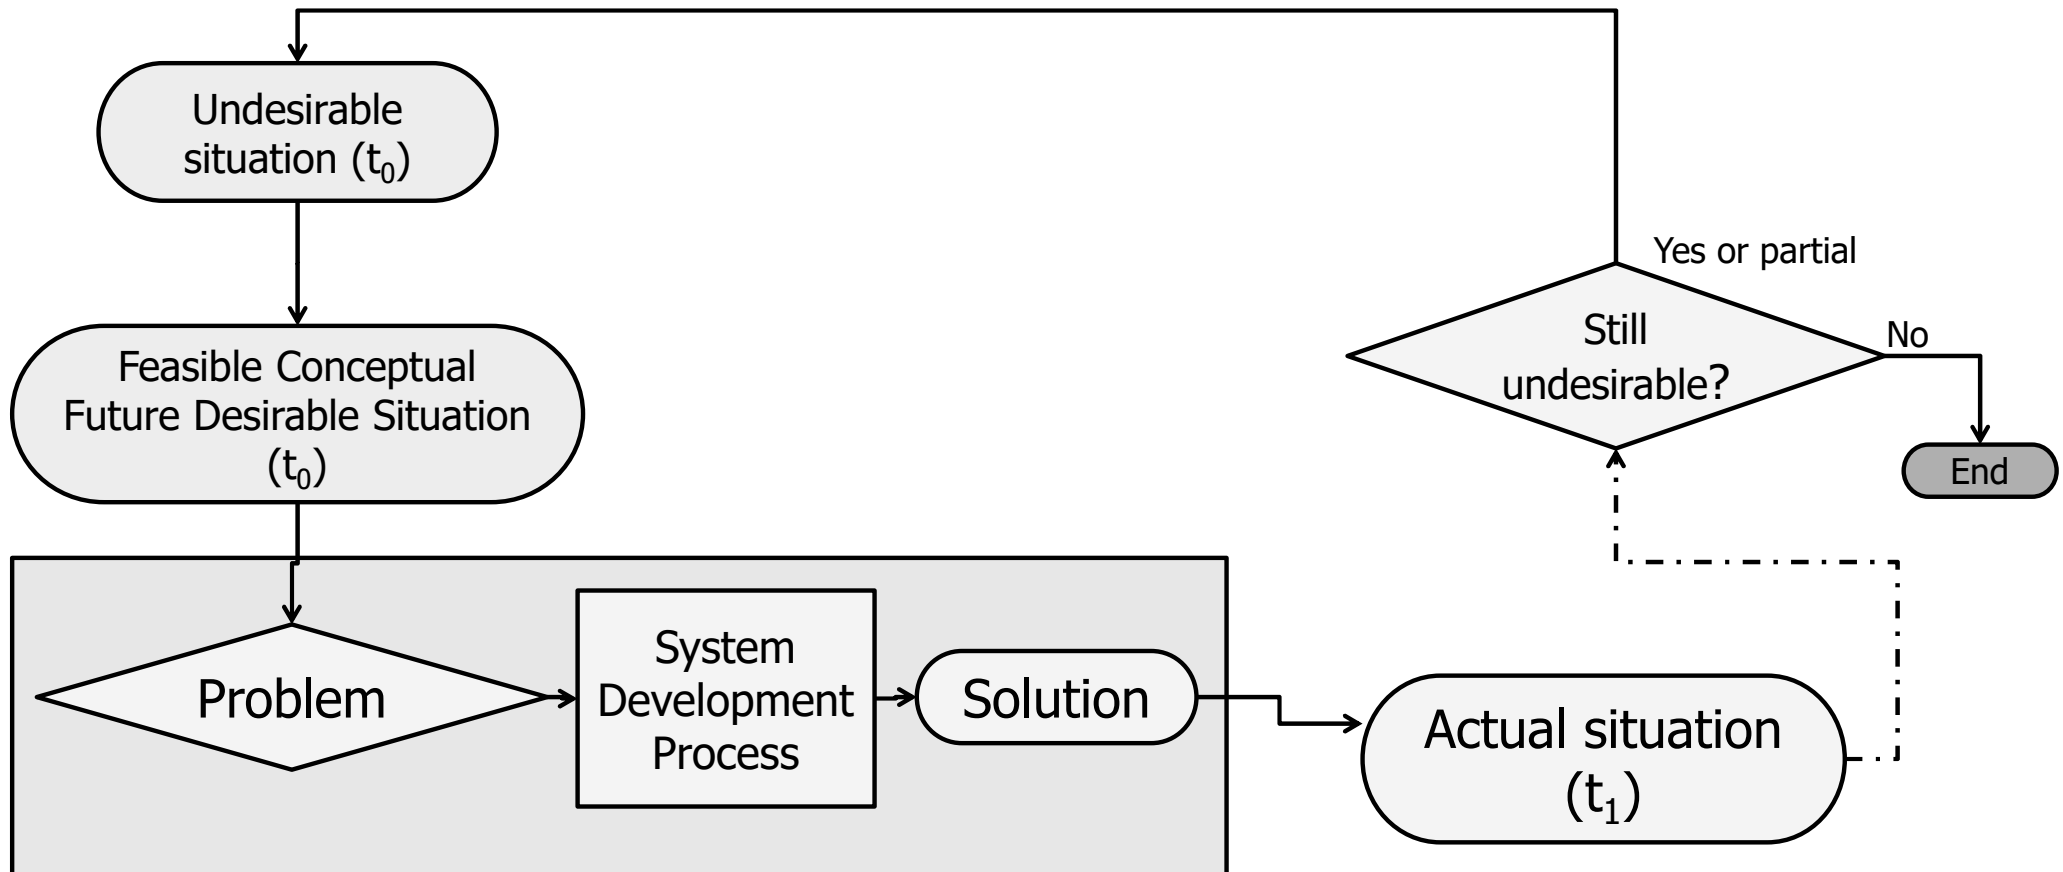 Undesirable
situation (t₀)
Feasible Conceptual
Future Desirable Situation
(t₀)
Problem
System
Development
Process
Solution
Actual situation
(t₁)
Still
undesirable?
Yes or partial
No
End